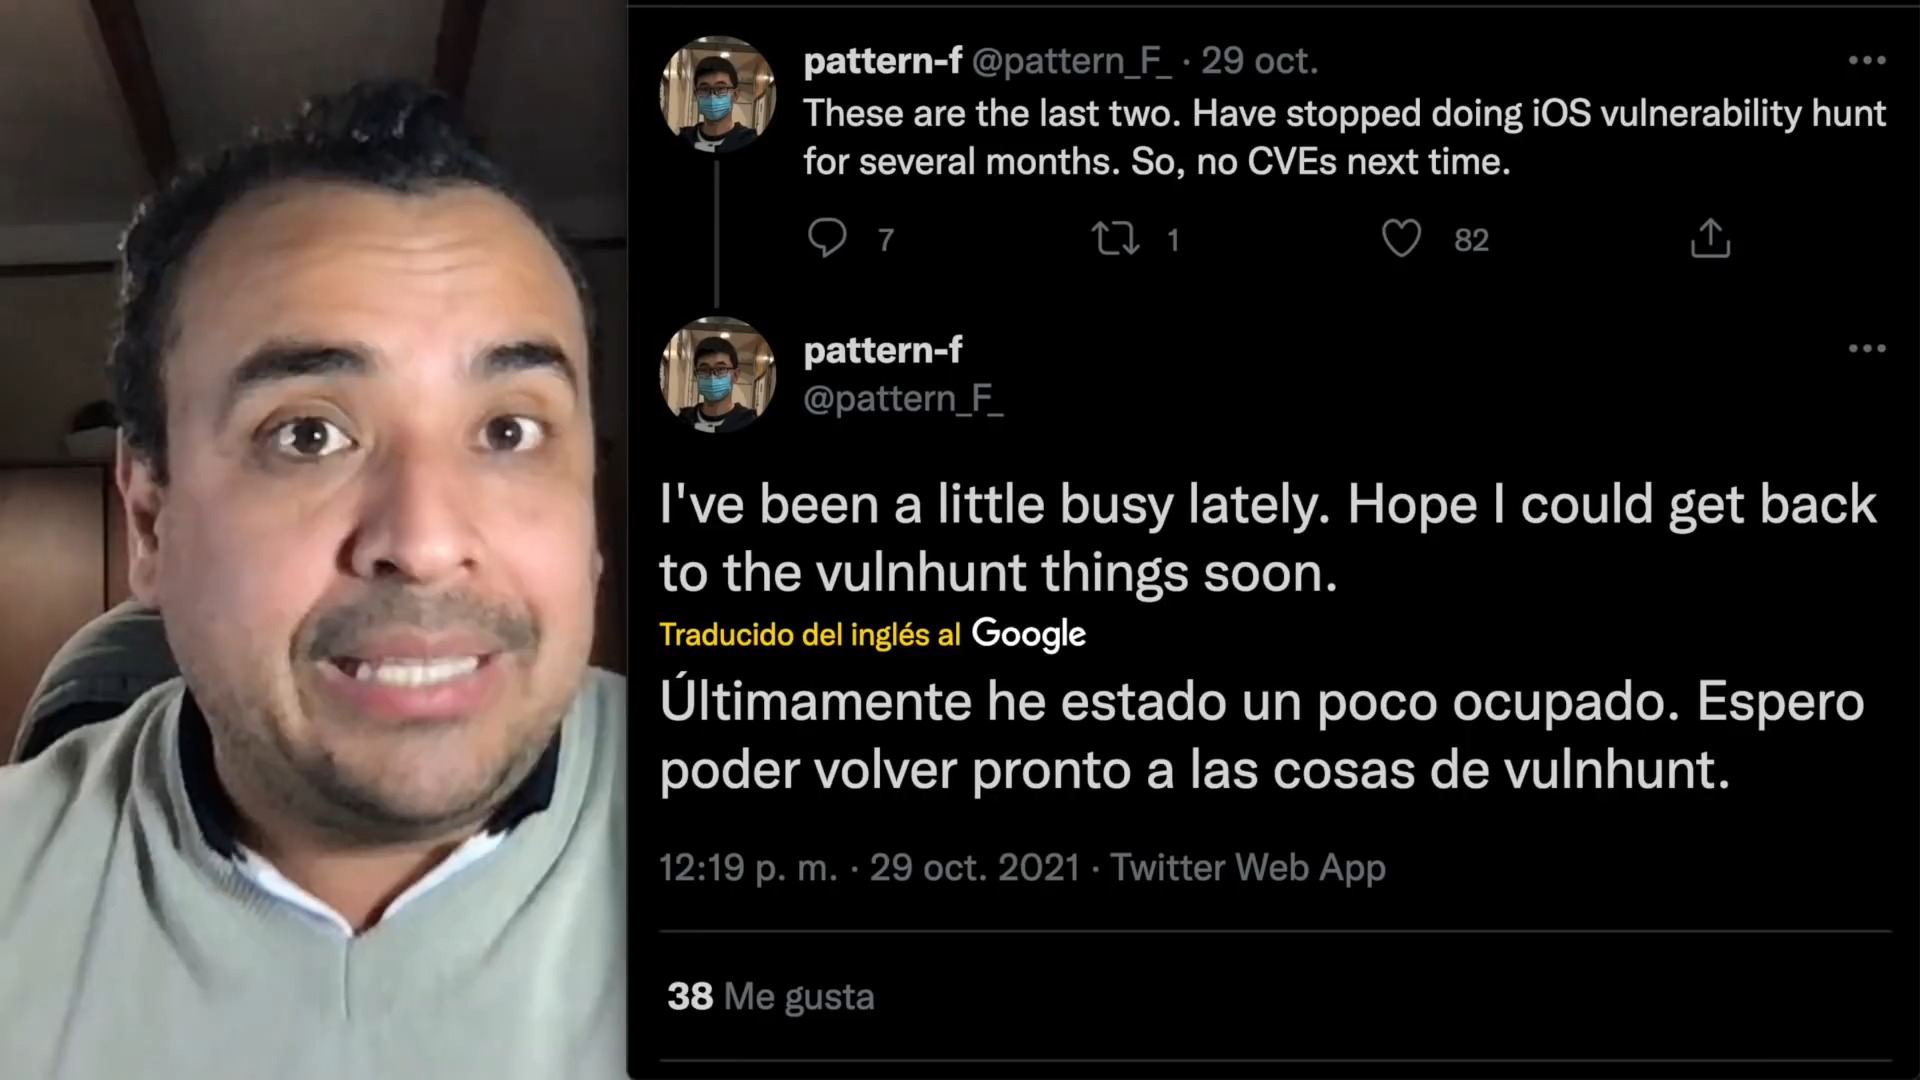 pattern-f @pattern_F_ · 29 oct.
These are the last two. Have stopped doing iOS vulnerability hunt
for several months. So, no CVEs next time.
7 1 82
pattern-f
@pattern_F_
I've been a little busy lately. Hope I could get back
to the vulnhunt things soon.
Traducido del inglés al Google
Últimamente he estado un poco ocupado. Espero
poder volver pronto a las cosas de vulnhunt.
12:19 p. m. · 29 oct. 2021 · Twitter Web App
38 Me gusta